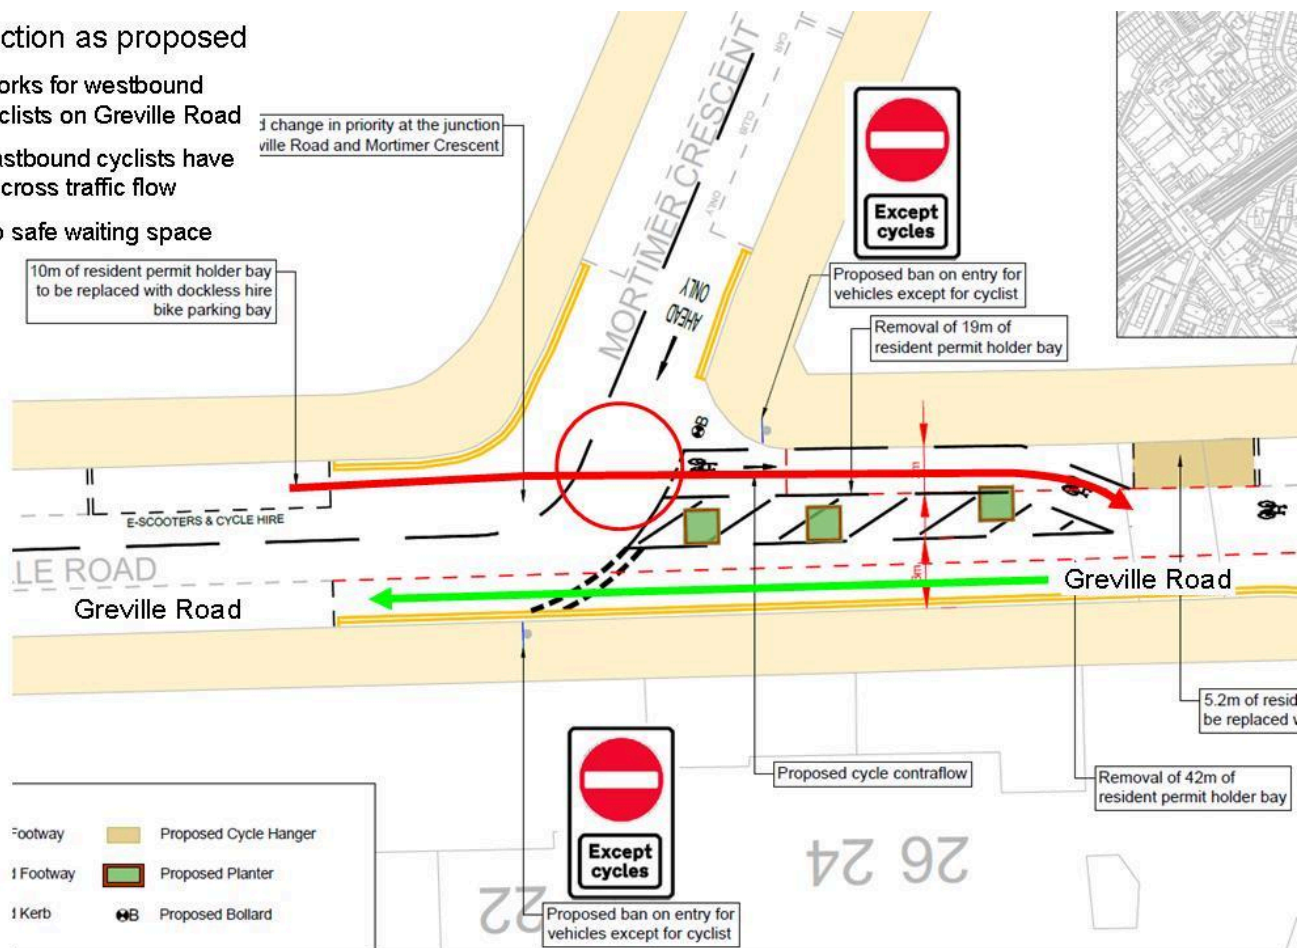 ction as proposed
orks for westbound
clists on Greville Road
astbound cyclists have
cross traffic flow
o safe waiting space
d change in priority at the junction
ville Road and Mortimer Crescent
10m of resident permit holder bay
to be replaced with dockless hire
bike parking bay
MORTIMER CRESCENT
CAR
CLUB
ONLY
AHEAD
ONLY
Except
cycles
Proposed ban on entry for
vehicles except for cyclist
Removal of 19m of
resident permit holder bay
B
E-SCOOTERS & CYCLE HIRE
LLE ROAD
Greville Road
Greville Road
5.2m of resid
be replaced w
Proposed cycle contraflow
Removal of 42m of
resident permit holder bay
Except
cycles
Proposed ban on entry for
vehicles except for cyclist
22
24 26
Footway
Proposed Cycle Hanger
d Footway
Proposed Planter
d Kerb
B Proposed Bollard